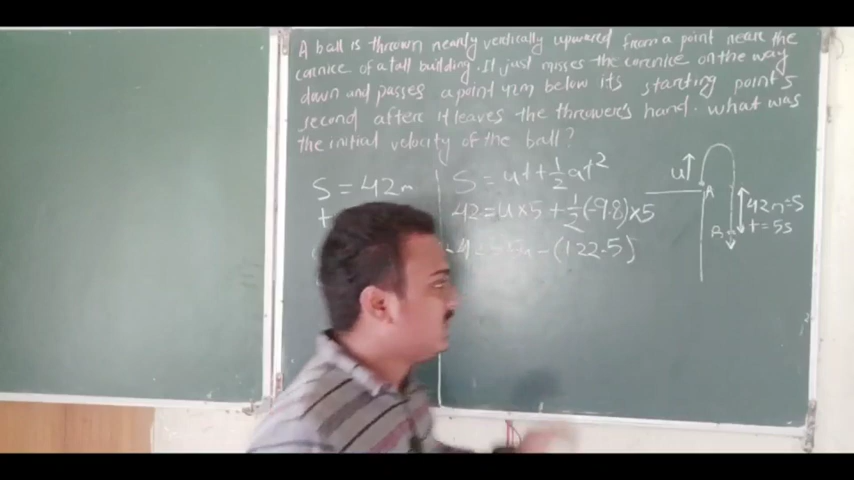 A ball is thrown nearly vertically upward from a point near the
cornice of a tall building. It just misses the cornice on the way
down and passes a point 42m below its starting point 5
second after it leaves the thrower's hand. What was
the initial velocity of the ball?
S = 42m
t
S = ut + 1/2 at²
42 = u×5 + 1/2 (-9.8)×5
- (122.5)
u↑
A
B
42m=S
t = 5s